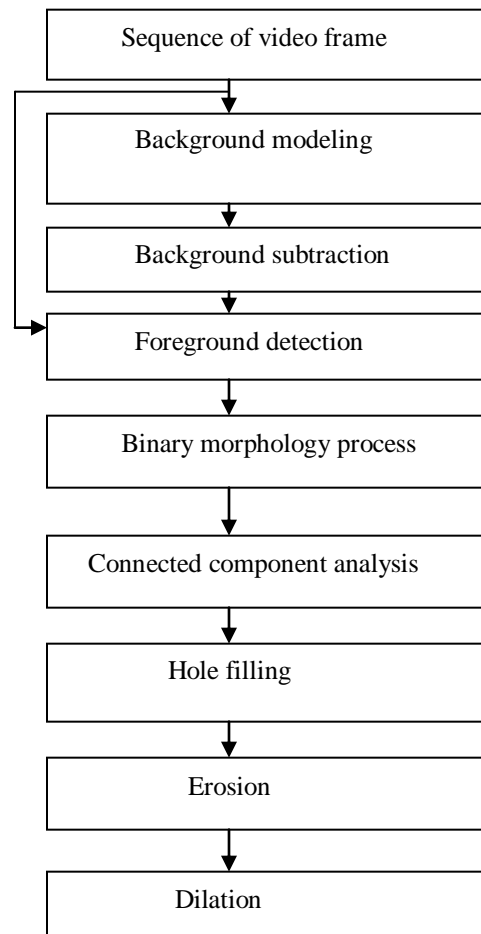 Sequence of video frame
Background modeling
Background subtraction
Foreground detection
Binary morphology process
Connected component analysis
Hole filling
Erosion
Dilation